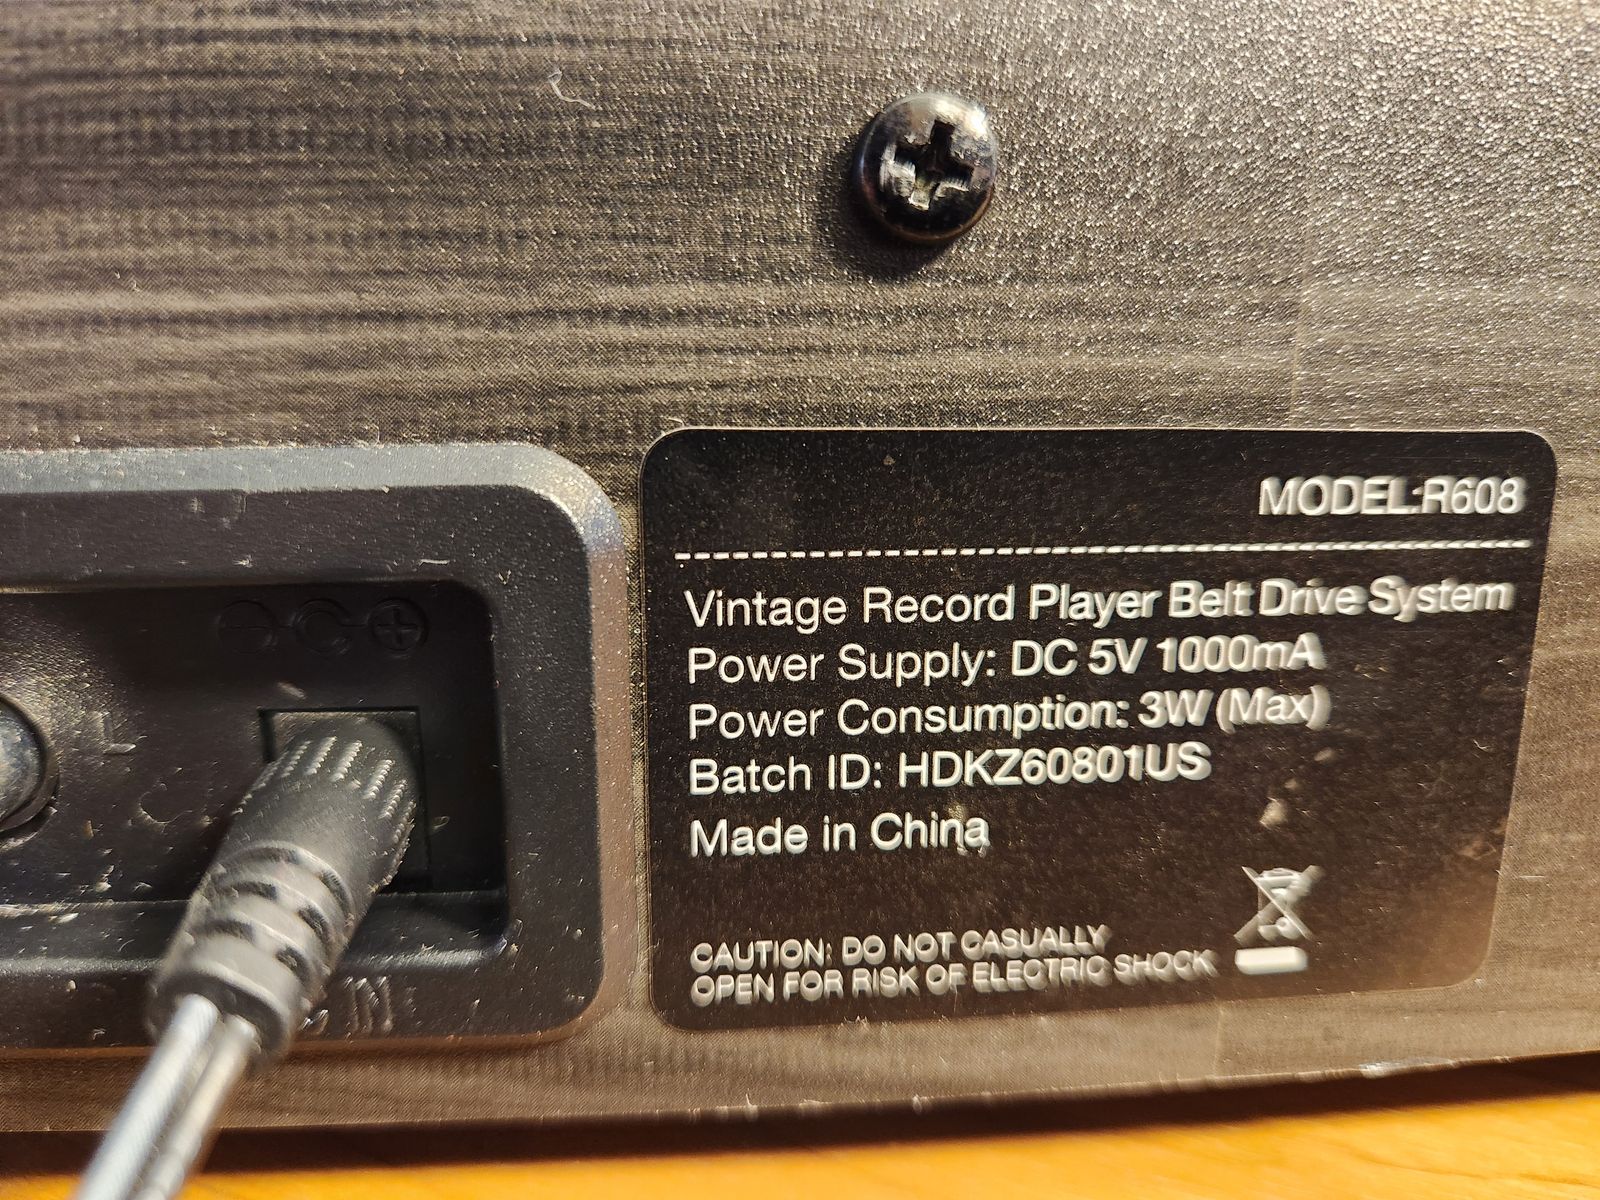 MODEL:R608
Vintage Record Player Belt Drive System
Power Supply: DC 5V 1000mA
Power Consumption: 3W (Max)
Batch ID: HDKZ60801US
Made in China
CAUTION: DO NOT CASUALLY
OPEN FOR RISK OF ELECTRIC SHOCK
L